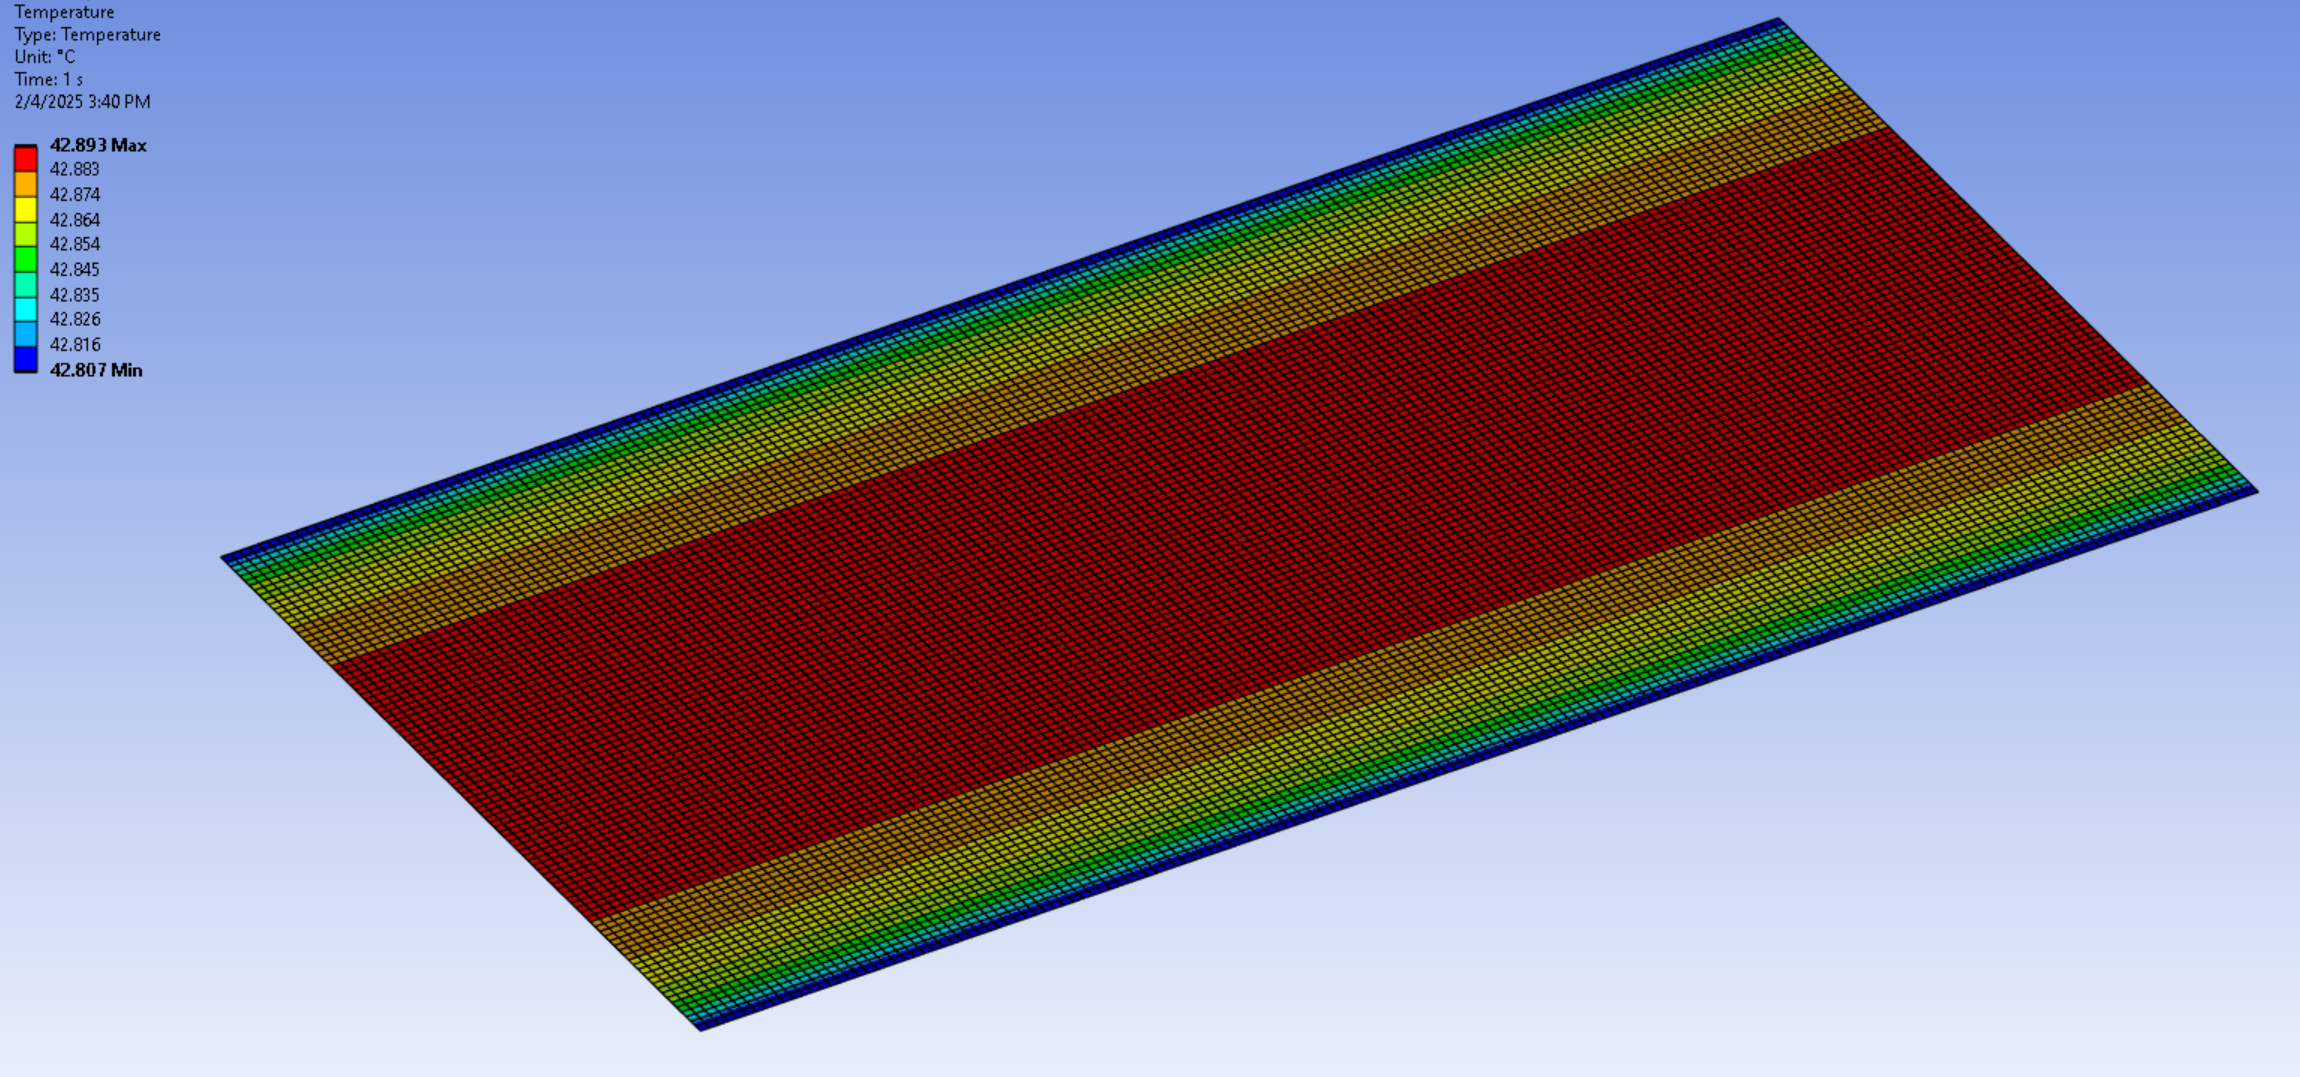 Temperature
Type: Temperature
Unit: °C
Time: 1 s
2/4/2025 3:40 PM
42.893 Max
42.883
42.874
42.864
42.854
42.845
42.835
42.826
42.816
42.807 Min